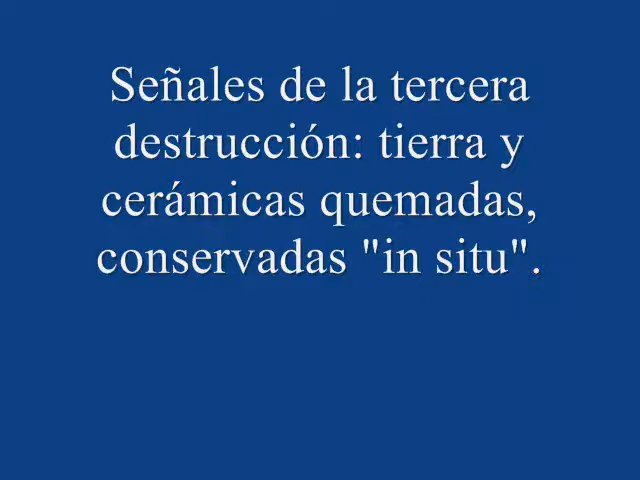 Señales de la tercera
destrucción: tierra y
cerámicas quemadas,
conservadas "in situ".